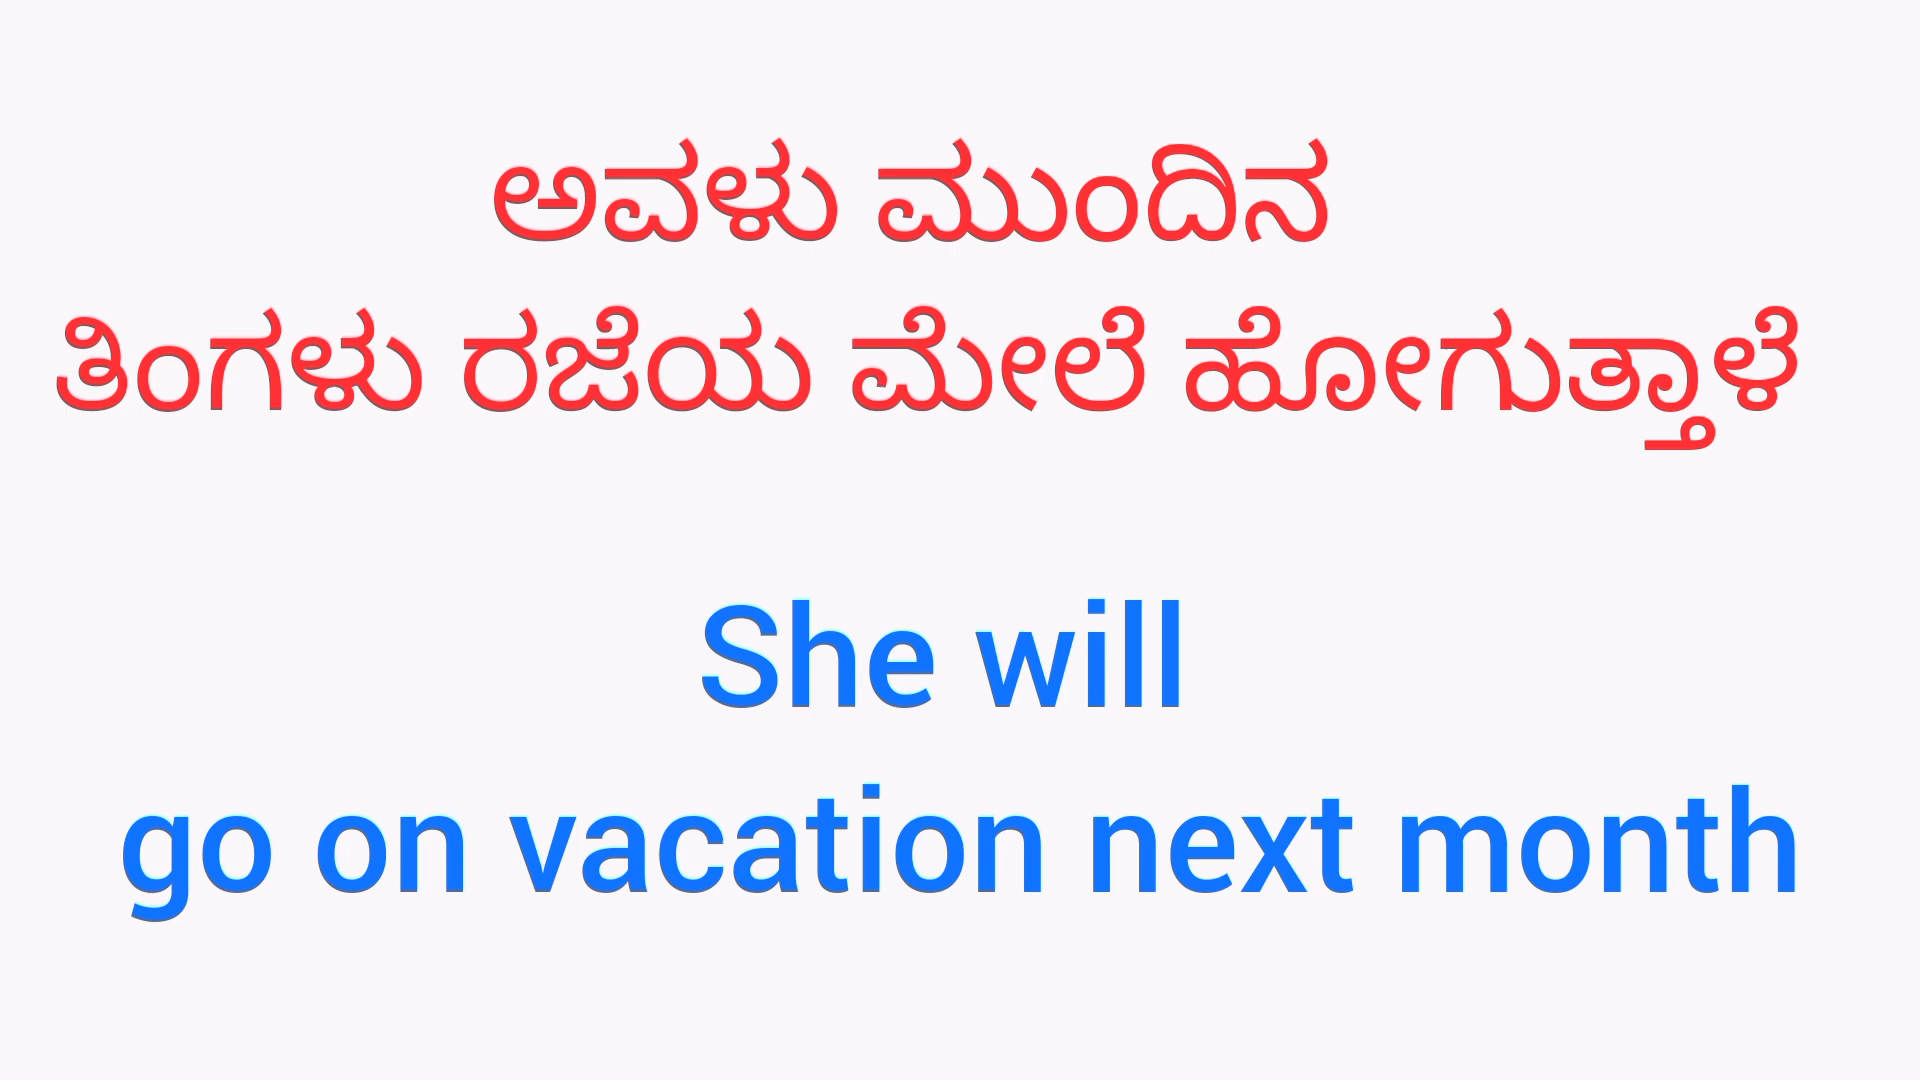 ಅವಳು ಮುಂದಿನ
ತಿಂಗಳು ರಜೆಯ ಮೇಲೆ ಹೋಗುತ್ತಾಳೆ
She will
go on vacation next month